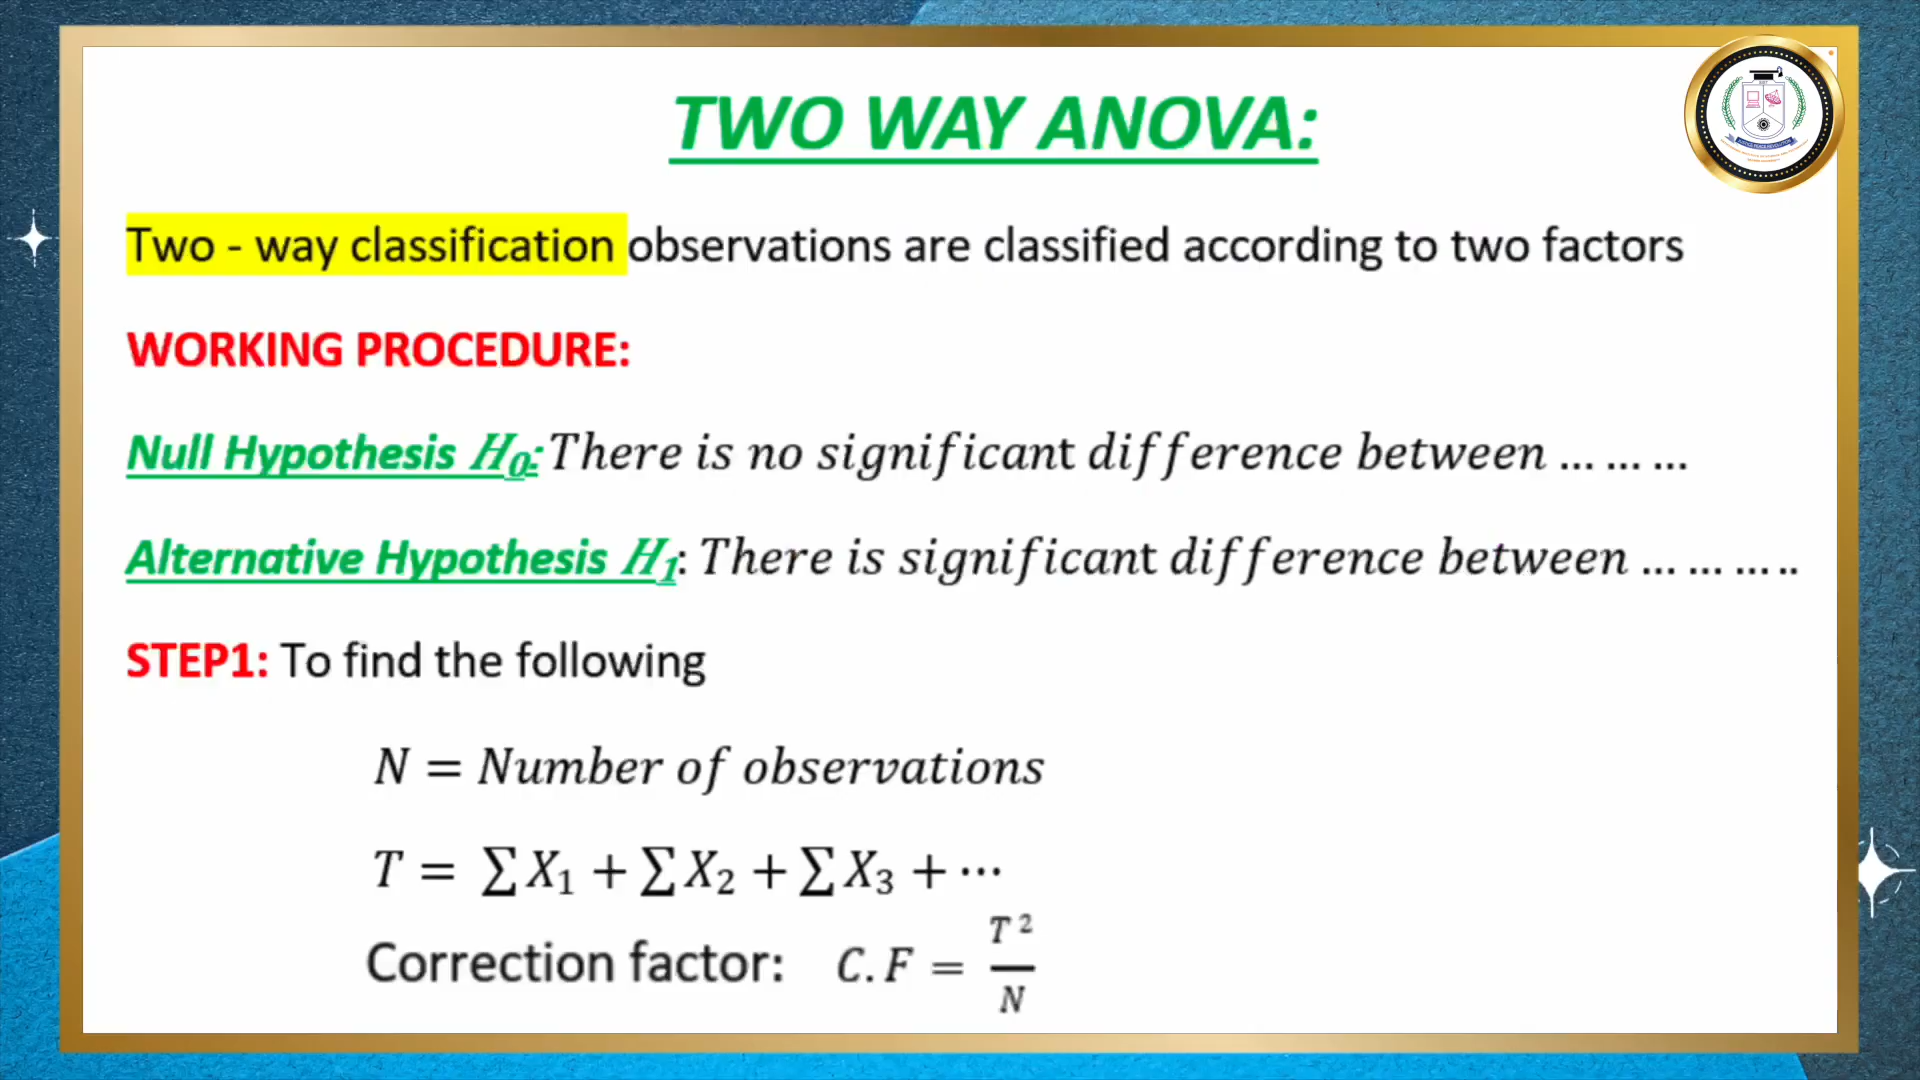 TWO WAY ANOVA:
Two - way classification observations are classified according to two factors
WORKING PROCEDURE:
Null Hypothesis H₀: There is no significant difference between ... ... ...
Alternative Hypothesis H₁: There is significant difference between ... ... ... ..
STEP1: To find the following
N = Number of observations
T = ∑X₁ + ∑X₂ + ∑X₃ + ⋯
Correction factor: C.F = T²/N